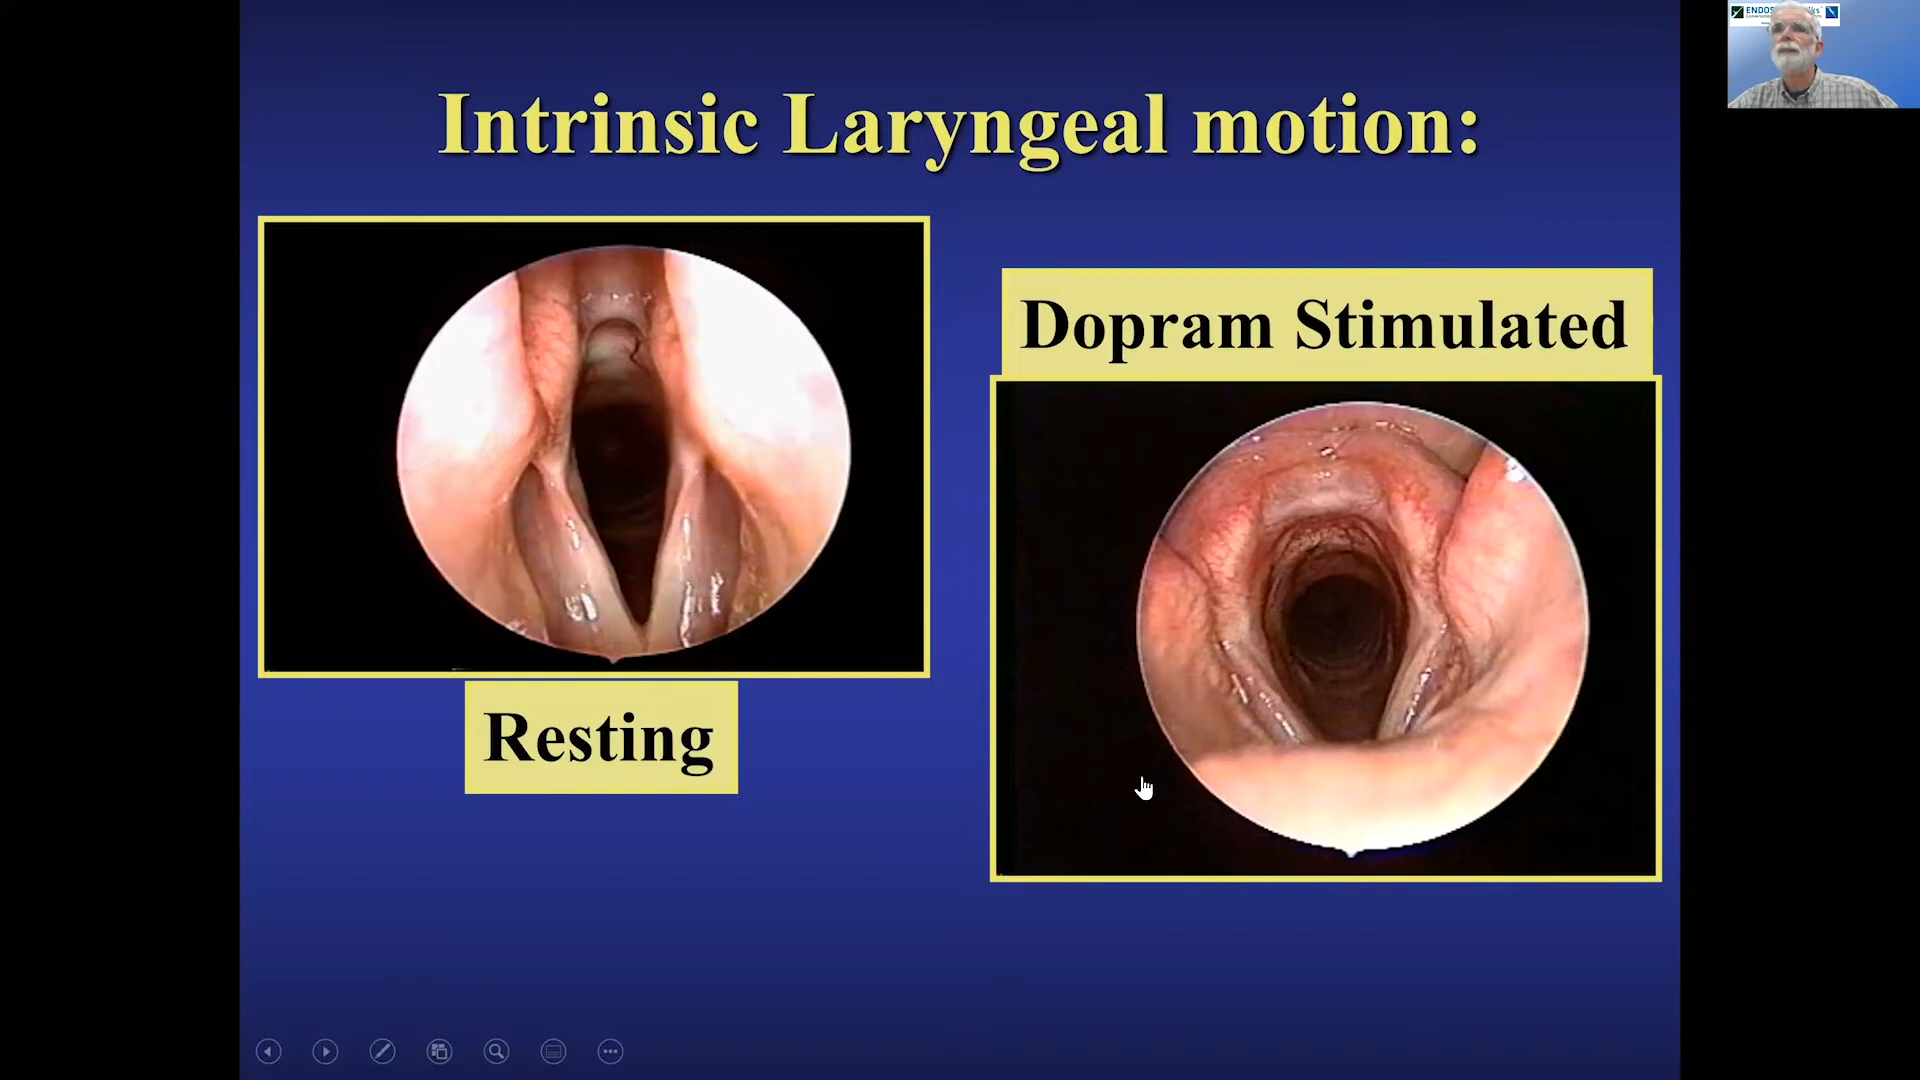 Intrinsic Laryngeal motion:
Dopram Stimulated
Resting